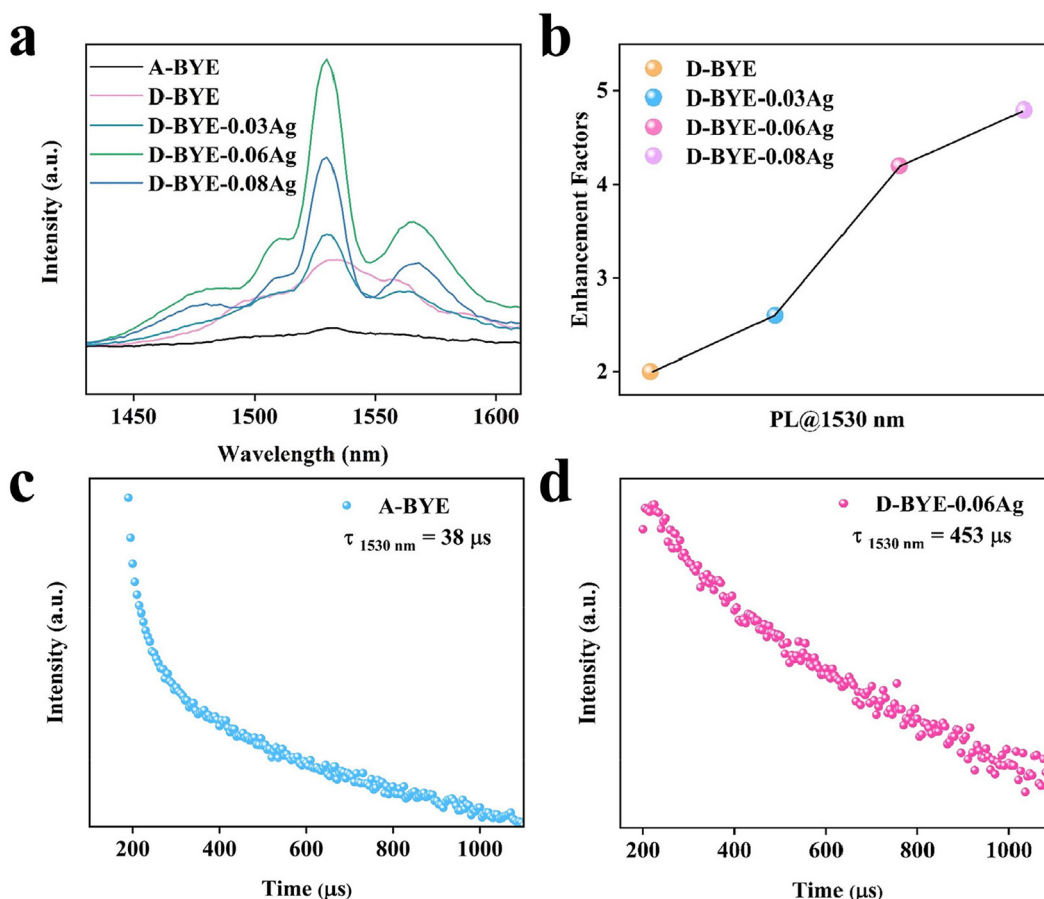 a
A-BYE
D-BYE
D-BYE-0.03Ag
D-BYE-0.06Ag
D-BYE-0.08Ag
Intensity (a.u.)
1450
1500
1550
1600
Wavelength (nm)
b
D-BYE
D-BYE-0.03Ag
D-BYE-0.06Ag
D-BYE-0.08Ag
Enhancement Factors
5
4
3
2
PL@1530 nm
c
A-BYE
τ 1530 nm = 38 μs
Intensity (a.u.)
200
400
600
800
1000
Time (μs)
d
D-BYE-0.06Ag
τ 1530 nm = 453 μs
Intensity (a.u.)
200
400
600
800
1000
Time (μs)